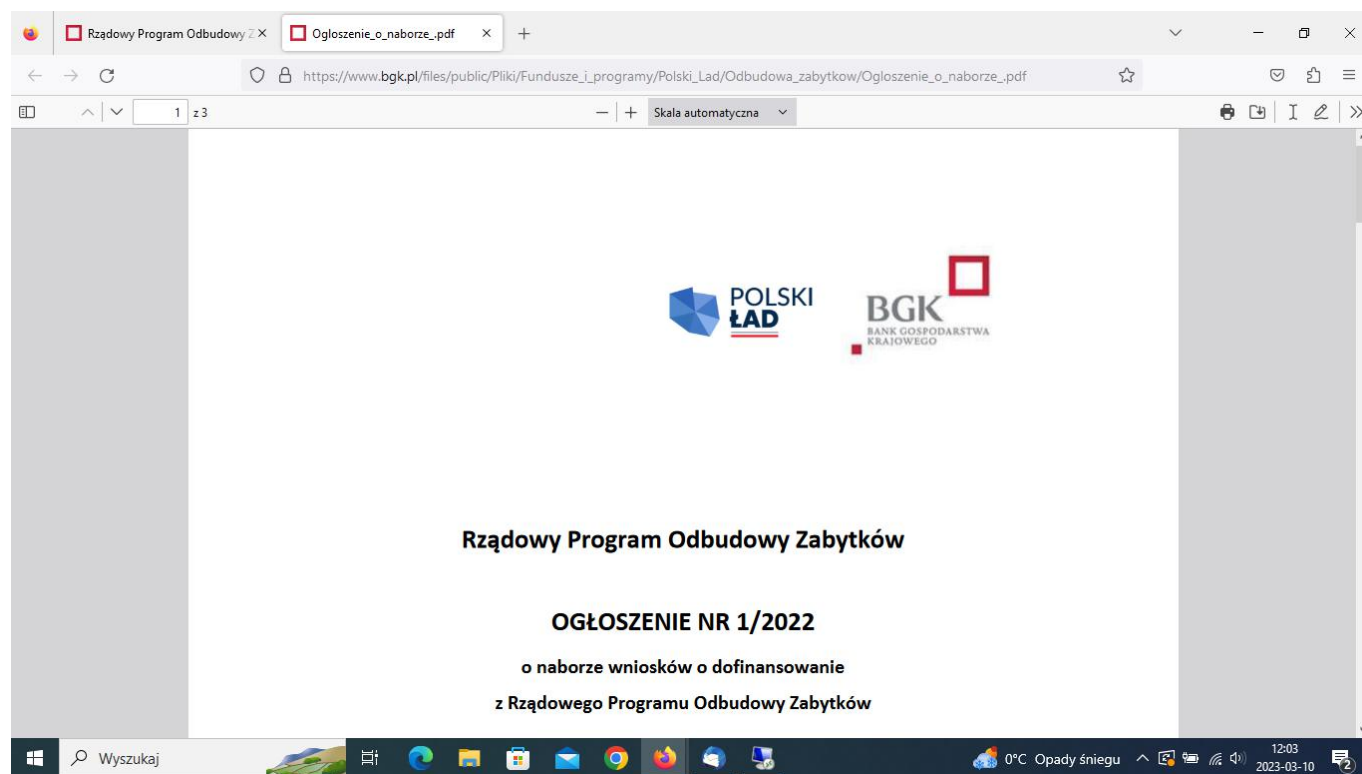 Rządowy Program Odbudowy Z
Ogloszenie_o_naborze_.pdf
https://www.bgk.pl/files/public/Pliki/Fundusze_i_programy/Polski_Lad/Odbudowa_zabytkow/Ogloszenie_o_naborze_.pdf
1 z 3
Skala automatyczna
POLSKI
ŁAD
BGK
BANK GOSPODARSTWA
KRAJOWEGO
Rządowy Program Odbudowy Zabytków
OGŁOSZENIE NR 1/2022
o naborze wniosków o dofinansowanie
z Rządowego Programu Odbudowy Zabytków
Wyszukaj
0°C Opady śniegu
12:03
2023-03-10
2